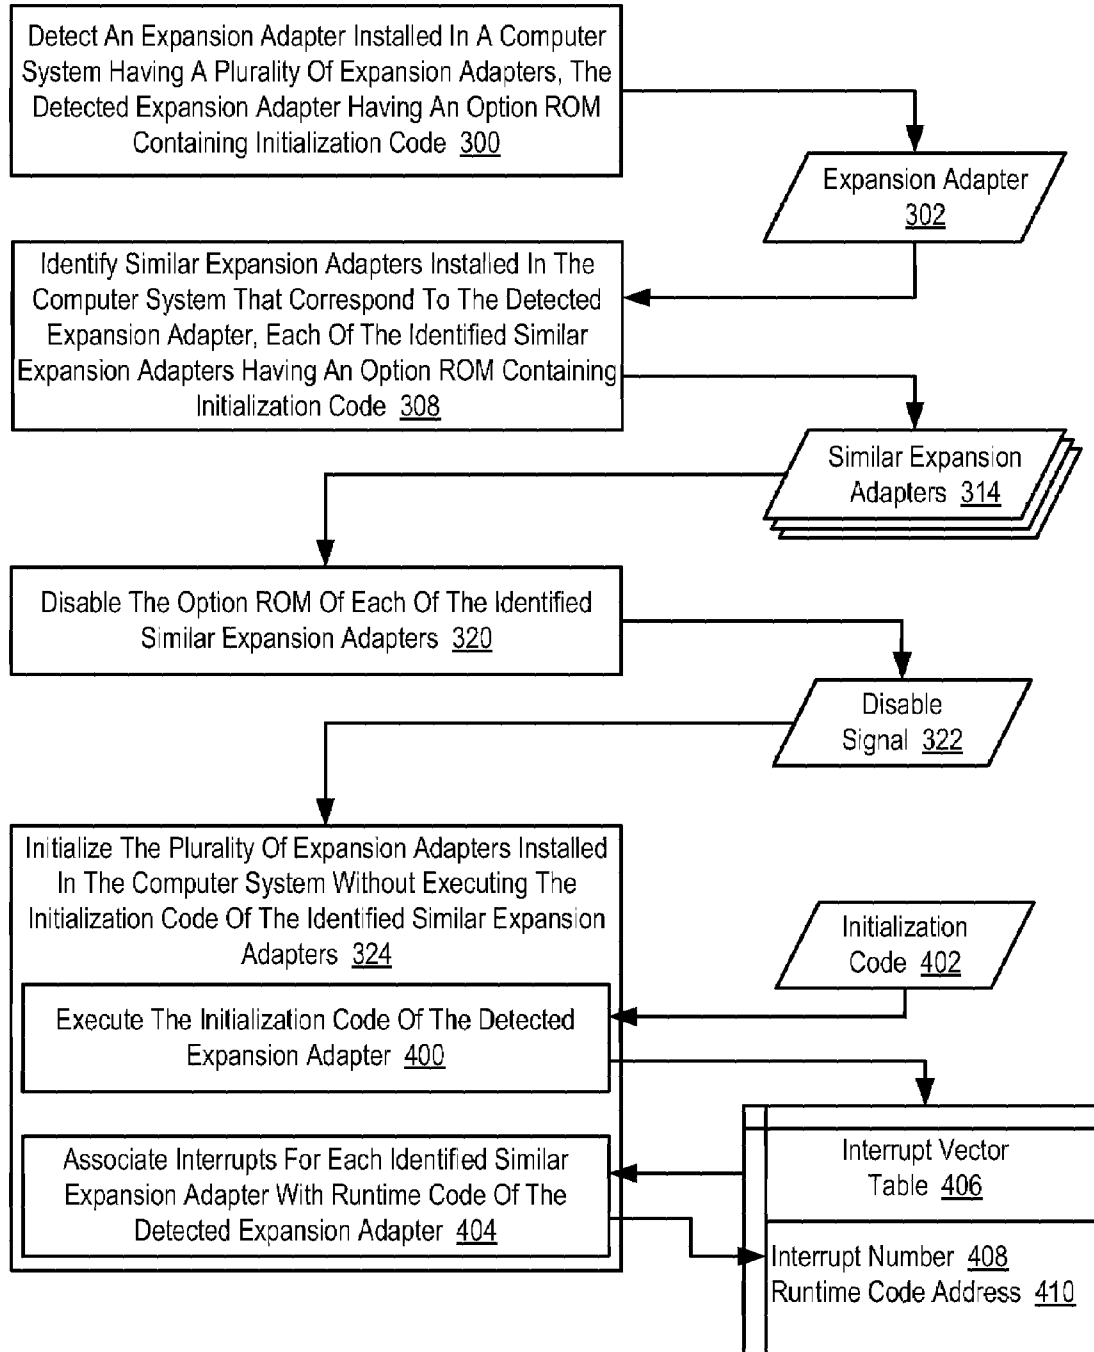 Detect An Expansion Adapter Installed In A Computer
System Having A Plurality Of Expansion Adapters, The
Detected Expansion Adapter Having An Option ROM
Containing Initialization Code 300
Expansion Adapter
302
Identify Similar Expansion Adapters Installed In The
Computer System That Correspond To The Detected
Expansion Adapter, Each Of The Identified Similar
Expansion Adapters Having An Option ROM Containing
Initialization Code 308
Similar Expansion
Adapters 314
Disable The Option ROM Of Each Of The Identified
Similar Expansion Adapters 320
Disable
Signal 322
Initialize The Plurality Of Expansion Adapters Installed
In The Computer System Without Executing The
Initialization Code Of The Identified Similar Expansion
Adapters 324
Initialization
Code 402
Execute The Initialization Code Of The Detected
Expansion Adapter 400
Associate Interrupts For Each Identified Similar
Expansion Adapter With Runtime Code Of The
Detected Expansion Adapter 404
Interrupt Vector
Table 406
Interrupt Number 408
Runtime Code Address 410